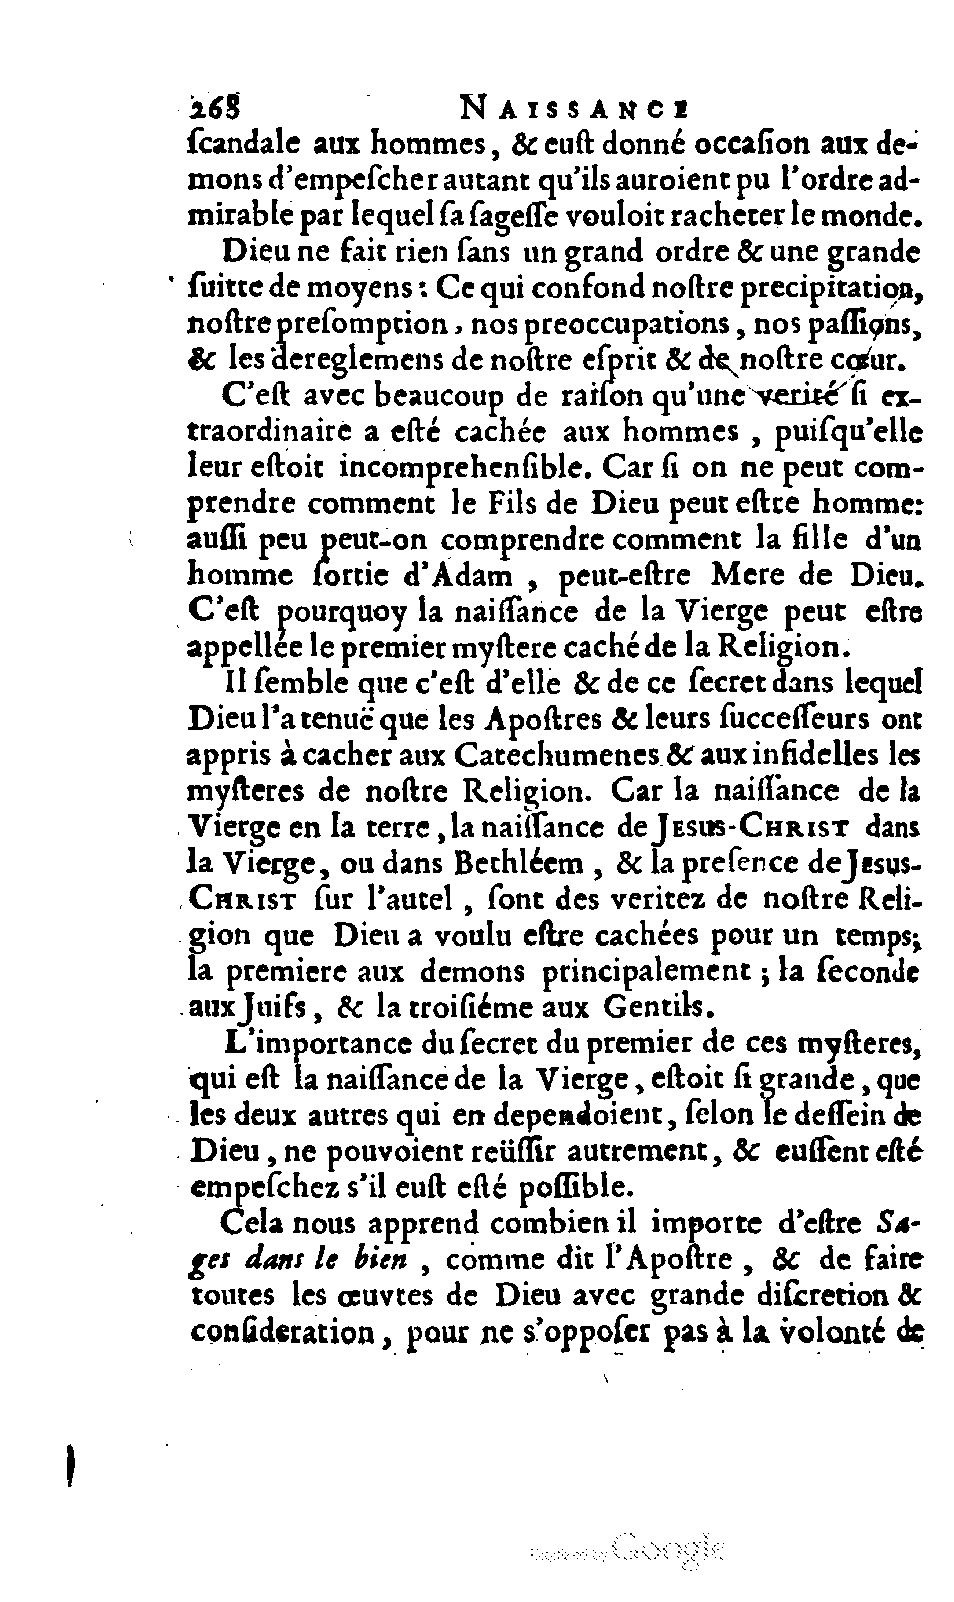 268 NAISSANCE
ſcandale aux hommes, & euſt donné occaſion aux de-
mons d'empeſcher autant qu'ils auroient pu l'ordre ad-
mirable par lequel ſa ſageſſe vouloit racheter le monde.
Dieu ne fait rien ſans un grand ordre & une grande
ſuitte de moyens : Ce qui confond noſtre precipitation,
noſtre preſomption, nos preoccupations, nos paſſions,
& les dereglemens de noſtre eſprit & de noſtre cœur.
C'eſt avec beaucoup de raiſon qu'une verité ſi ex-
traordinaire a eſté cachée aux hommes, puiſqu'elle
leur eſtoit incomprehenſible. Car ſi on ne peut com-
prendre comment le Fils de Dieu peut eſtre homme:
auſſi peu peut-on comprendre comment la fille d'un
homme ſortie d'Adam, peut-eſtre Mere de Dieu.
C'eſt pourquoy la naiſſance de la Vierge peut eſtre
appellée le premier myſtere caché de la Religion.
Il ſemble que c'eſt d'elle & de ce ſecret dans lequel
Dieu l'a tenuë que les Apoſtres & leurs ſucceſſeurs ont
appris à cacher aux Catechumenes & aux infidelles les
myſteres de noſtre Religion. Car la naiſſance de la
Vierge en la terre, la naiſſance de JESUS-CHRIST dans
la Vierge, ou dans Bethléem, & la preſence de JESUS-
CHRIST ſur l'autel, ſont des veritez de noſtre Reli-
gion que Dieu a voulu eſtre cachées pour un temps;
la premiere aux demons principalement ; la ſeconde
aux Juifs, & la troiſiéme aux Gentils.
L'importance du ſecret du premier de ces myſteres,
qui eſt la naiſſance de la Vierge, eſtoit ſi grande, que
les deux autres qui en dependoient, ſelon le deſſein de
Dieu, ne pouvoient reüſſir autrement, & euſſent eſté
empeſchez s'il euſt eſté poſſible.
Cela nous apprend combien il importe d'eſtre Sa-
ges dans le bien, comme dit l'Apoſtre, & de faire
toutes les œuvtes de Dieu avec grande diſcretion &
conſideration, pour ne s'oppoſer pas à la volonté de
Google